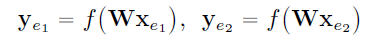 𝐲_{e_1} = f(𝐖𝐱_{e_1}), 𝐲_{e_2} = f(𝐖𝐱_{e_2})